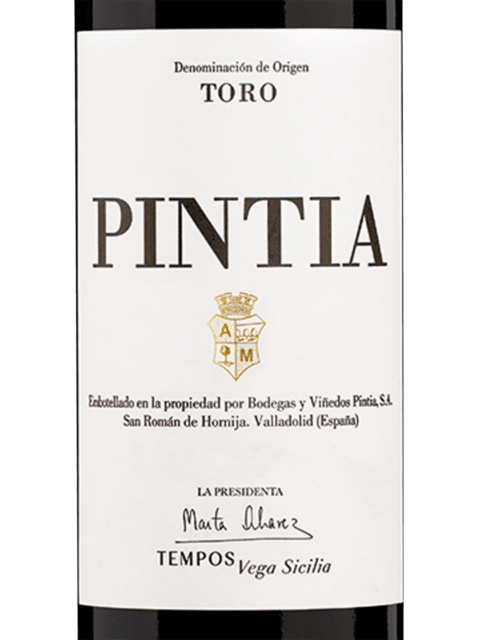 Denominación de Origen
TORO
PINTIA
A
M
Embotellado en la propiedad por Bodegas y Viñedos Pintia, S.A.
San Román de Hornija. Valladolid (España)
LA PRESIDENTA
Marta Alvarez
TEMPOS Vega Sicilia